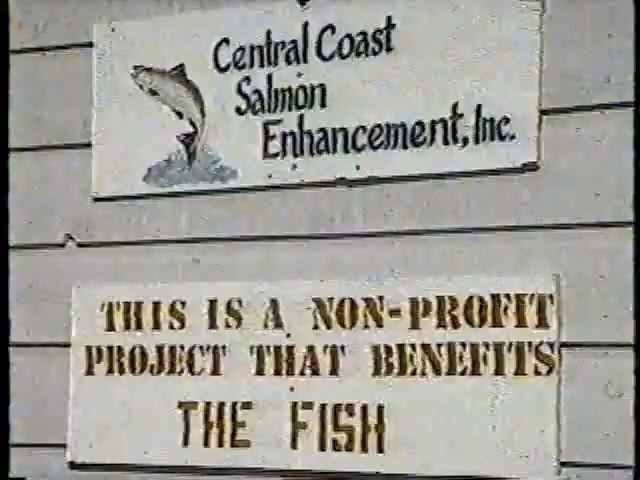 Central Coast
Salmon
Enhancement, Inc.
THIS IS A NON-PROFIT
PROJECT THAT BENEFITS
THE FISH